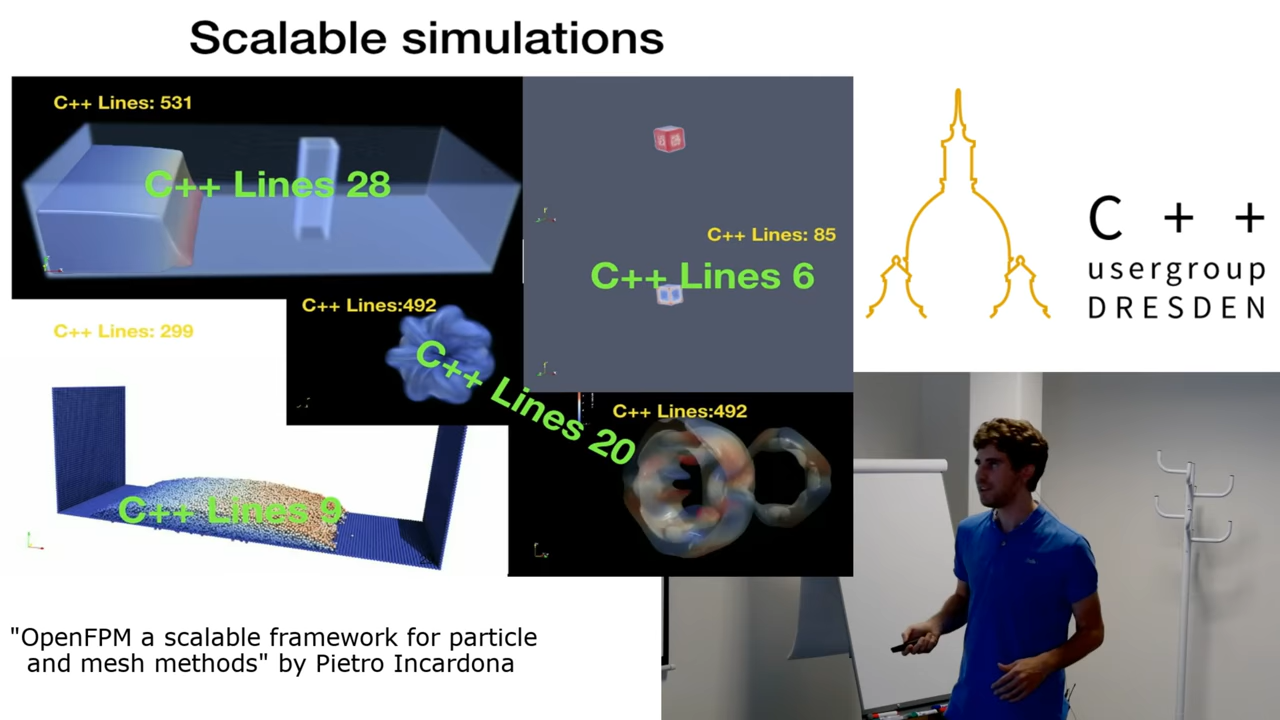 Scalable simulations
C++ Lines: 531
C++ Lines 28
C++ Lines: 85
C++ Lines 6
C++ Lines:492
C++ Lines 20
C++ Lines: 299
C++ Lines 9
C++ Lines:492
C + +
usergroup
DRESDEN
"OpenFPM a scalable framework for particle
and mesh methods" by Pietro Incardona